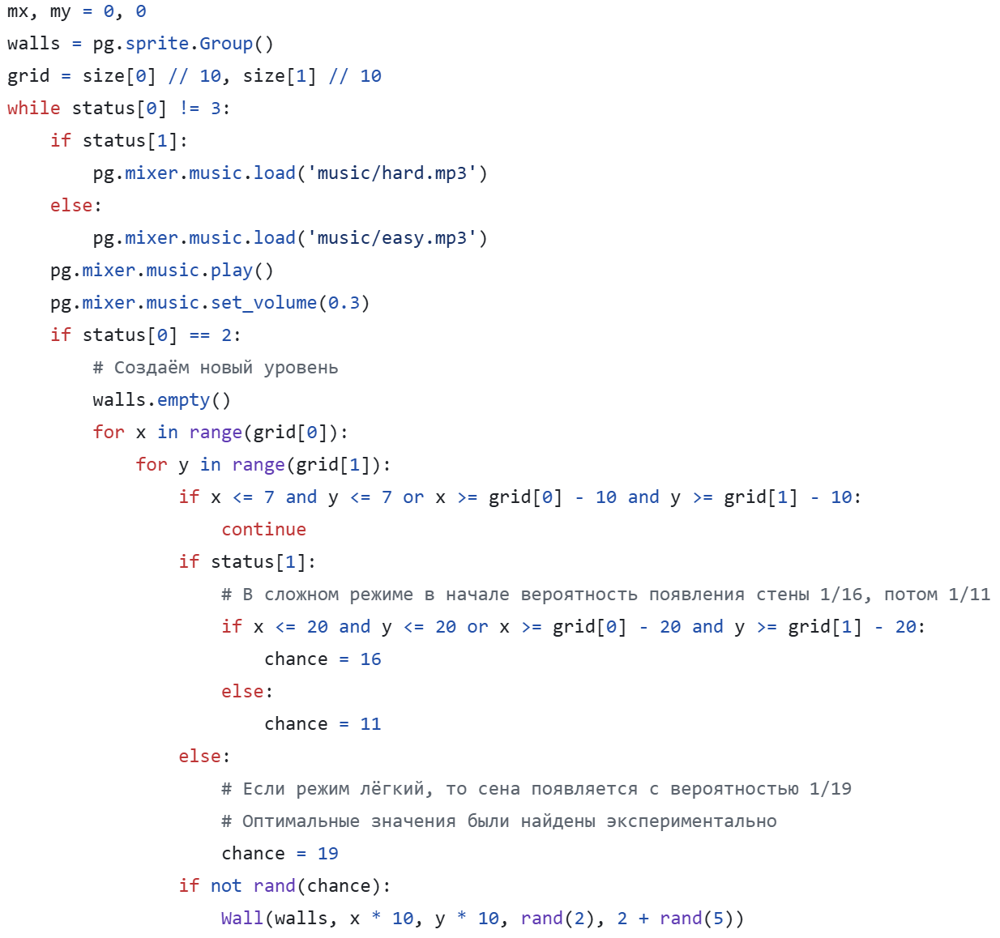 mx, my = 0, 0
walls = pg.sprite.Group()
grid = size[0] // 10, size[1] // 10
while status[0] != 3:
    if status[1]:
        pg.mixer.music.load('music/hard.mp3')
    else:
        pg.mixer.music.load('music/easy.mp3')
    pg.mixer.music.play()
    pg.mixer.music.set_volume(0.3)
    if status[0] == 2:
        # Создаём новый уровень
        walls.empty()
        for x in range(grid[0]):
            for y in range(grid[1]):
                if x <= 7 and y <= 7 or x >= grid[0] - 10 and y >= grid[1] - 10:
                    continue
                if status[1]:
                    # В сложном режиме в начале вероятность появления стены 1/16, потом 1/11
                    if x <= 20 and y <= 20 or x >= grid[0] - 20 and y >= grid[1] - 20:
                        chance = 16
                    else:
                        chance = 11
                else:
                    # Если режим лёгкий, то сена появляется с вероятностью 1/19
                    # Оптимальные значения были найдены экспериментально
                    chance = 19
                if not rand(chance):
                    Wall(walls, x * 10, y * 10, rand(2), 2 + rand(5))